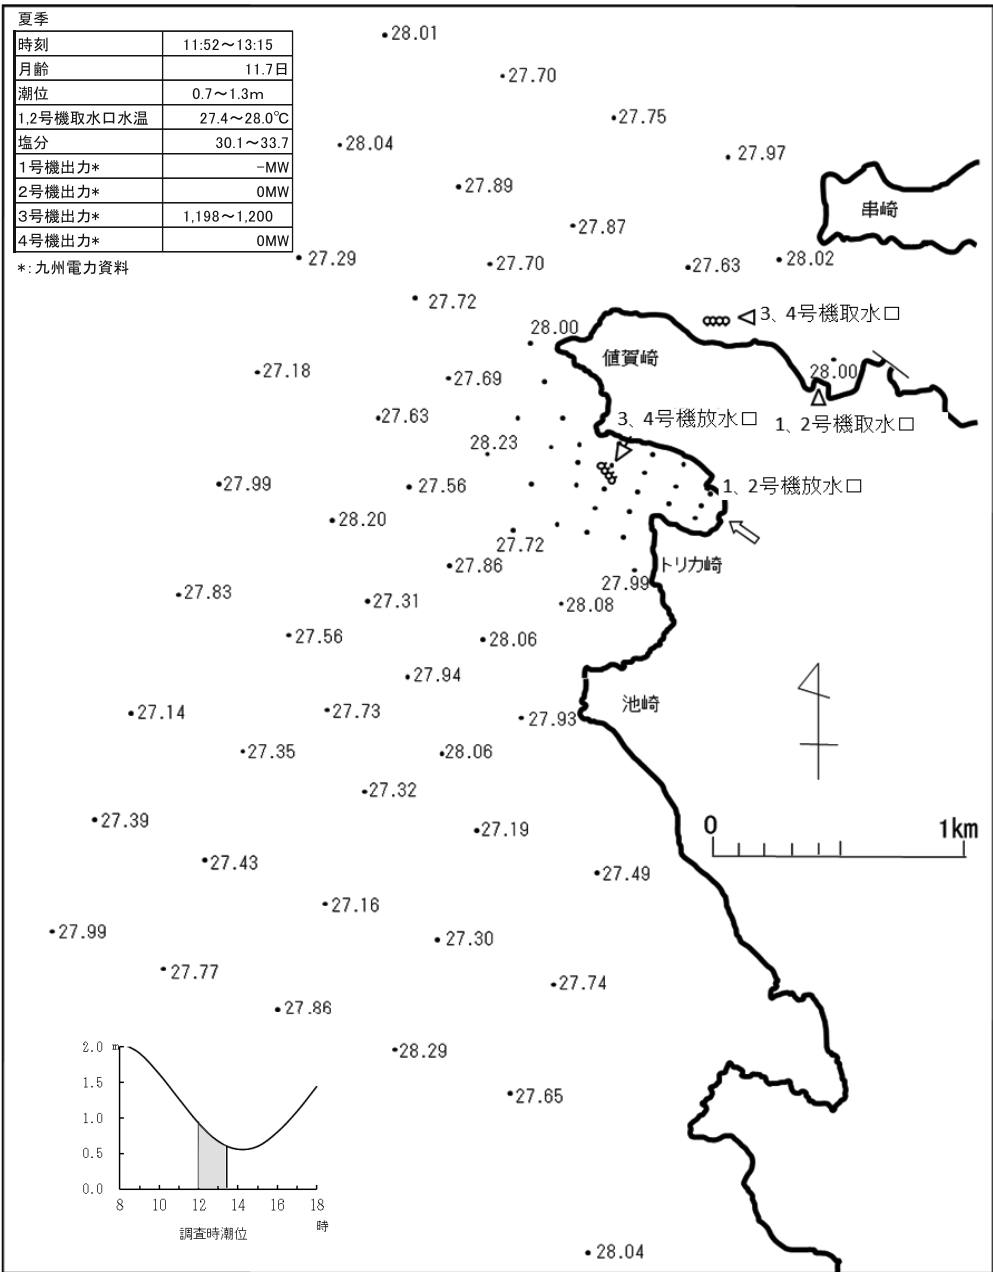 夏季
時刻 11:52～13:15
月齢 11.7日
潮位 0.7～1.3m
1,2号機取水口水温 27.4～28.0℃
塩分 30.1～33.7
1号機出力* -MW
2号機出力* 0MW
3号機出力* 1,198～1,200
4号機出力* 0MW
*:九州電力資料
28.01
27.70
27.75
28.04
27.97
27.89
串崎
27.87
27.29
27.70
27.63
28.02
27.72
3、4号機取水口
28.00
値賀崎
27.18
27.69
28.00
27.63
3、4号機放水口
1、2号機取水口
28.23
27.99
27.56
1、2号機放水口
28.20
27.72
27.86
トリカ崎
27.99
27.83
27.31
28.08
27.56
28.06
27.94
池崎
27.14
27.73
27.93
27.35
28.06
27.32
27.39
27.19
0 1km
27.43
27.49
27.16
27.99
27.30
27.77
27.74
27.86
28.29
27.65
2.0 m
1.5
1.0
0.5
0.0
8 10 12 14 16 18
時
調査時潮位
28.04